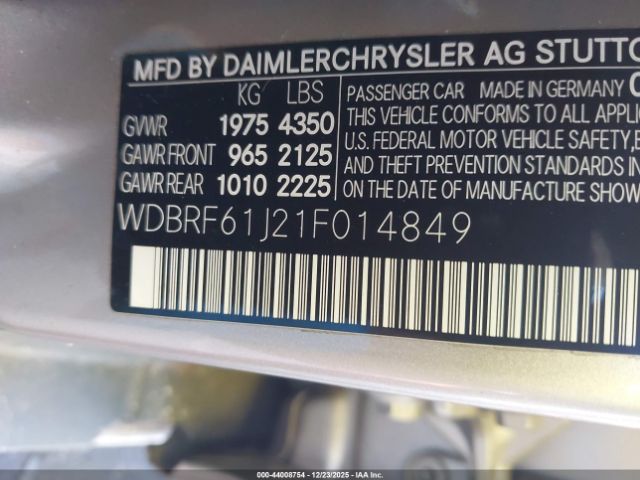 MFD BY DAIMLERCHRYSLER AG
KG LBS
GVWR 1975 4350
GAWR FRONT 965 2125
GAWR REAR 1010 2225
PASSENGER CAR MADE IN GERMANY
THIS VEHICLE CONFORMS TO ALL
U.S. FEDERAL MOTOR VEHICLE SAFETY,
AND THEFT PREVENTION STANDARDS IN
ON THE DATE OF MANUFACTURE SHOW
WDBRF61J21F014849
000-44008754 - 12/23/2025 - IAA Inc.